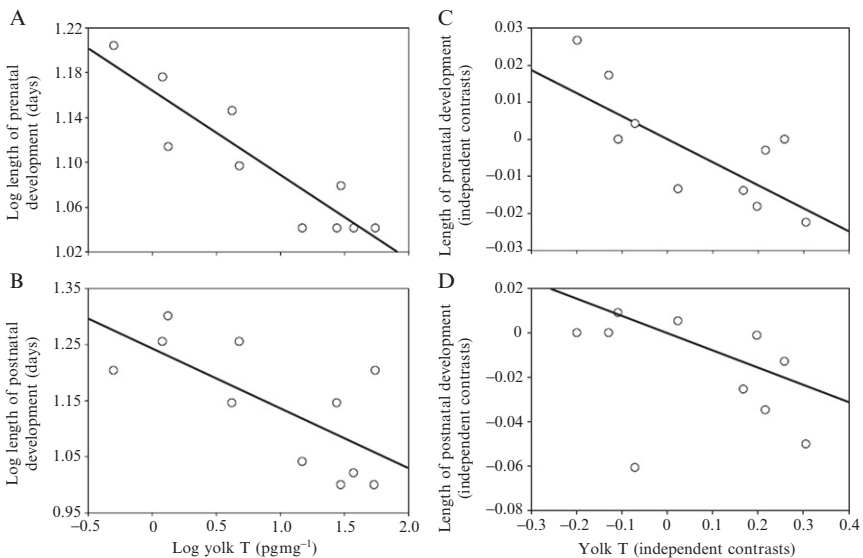 A
Log length of prenatal
development (days)
1.22
1.18
1.14
1.10
1.06
1.02
B
Log length of postnatal
development (days)
1.35
1.25
1.15
1.05
0.95
−0.5
0
0.5
1.0
1.5
2.0
Log yolk T (pg mg−1)
C
Length of prenatal development
(independent contrasts)
0.03
0.02
0.01
0
−0.01
−0.02
−0.03
D
Length of postnatal development
(independent contrasts)
0.02
0
−0.02
−0.04
−0.06
−0.08
−0.3
−0.2
−0.1
0
0.1
0.2
0.3
0.4
Yolk T (independent contrasts)